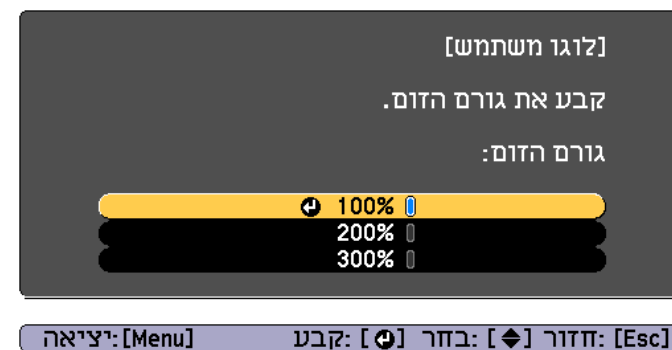 [לוגו משתמש]
קבע את גורם הזום.
גורם הזום:
100%
200%
300%
[Esc] :חזור [◆] :בחר [⏎] :קבע [Menu] :יציאה